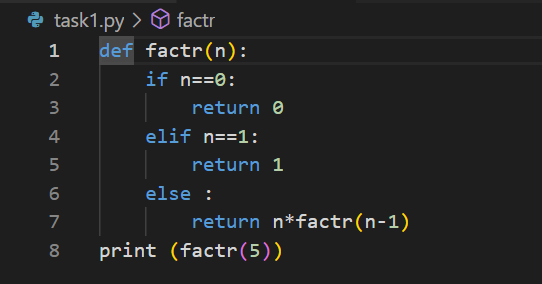 task1.py > factr
1 def factr(n):
2     if n==0:
3         return 0
4     elif n==1:
5         return 1
6     else :
7         return n*factr(n-1)
8 print (factr(5))